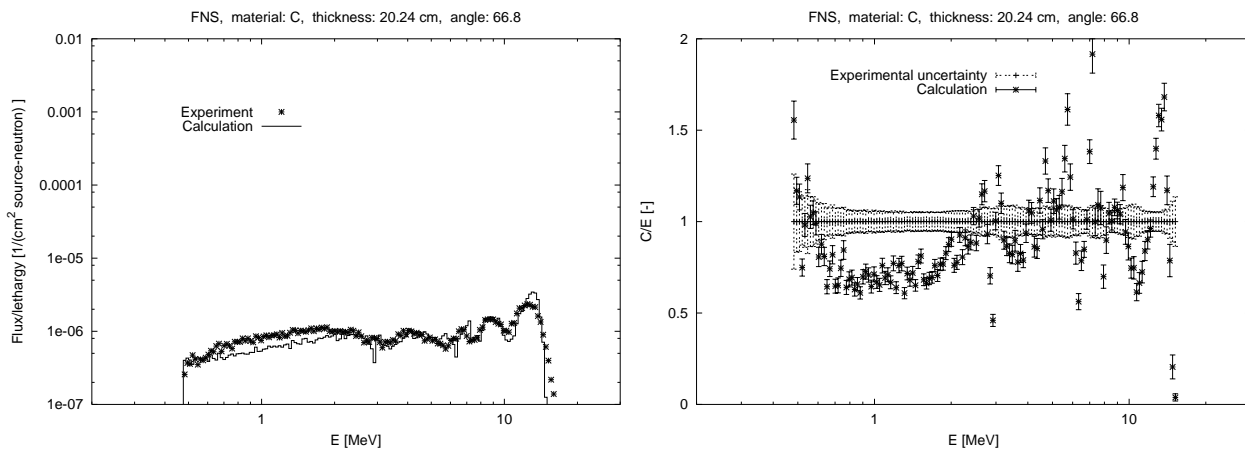 FNS, material: C, thickness: 20.24 cm, angle: 66.8
0.01
0.001
0.0001
1e-05
1e-06
1e-07
Flux/lethargy [1/(cm2 source-neutron) ]
Experiment
Calculation
1 10
E [MeV]
FNS, material: C, thickness: 20.24 cm, angle: 66.8
2
1.5
1
0.5
0
C/E [-]
Experimental uncertainty
Calculation
1 10
E [MeV]